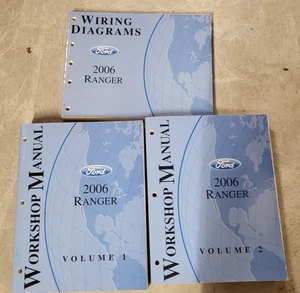 WIRING
DIAGRAMS
Ford
2006
RANGER
WORKSHOP MANUAL
Ford
2006
RANGER
VOLUME 1
WORKSHOP MANUAL
Ford
2006
RANGER
VOLUME 2